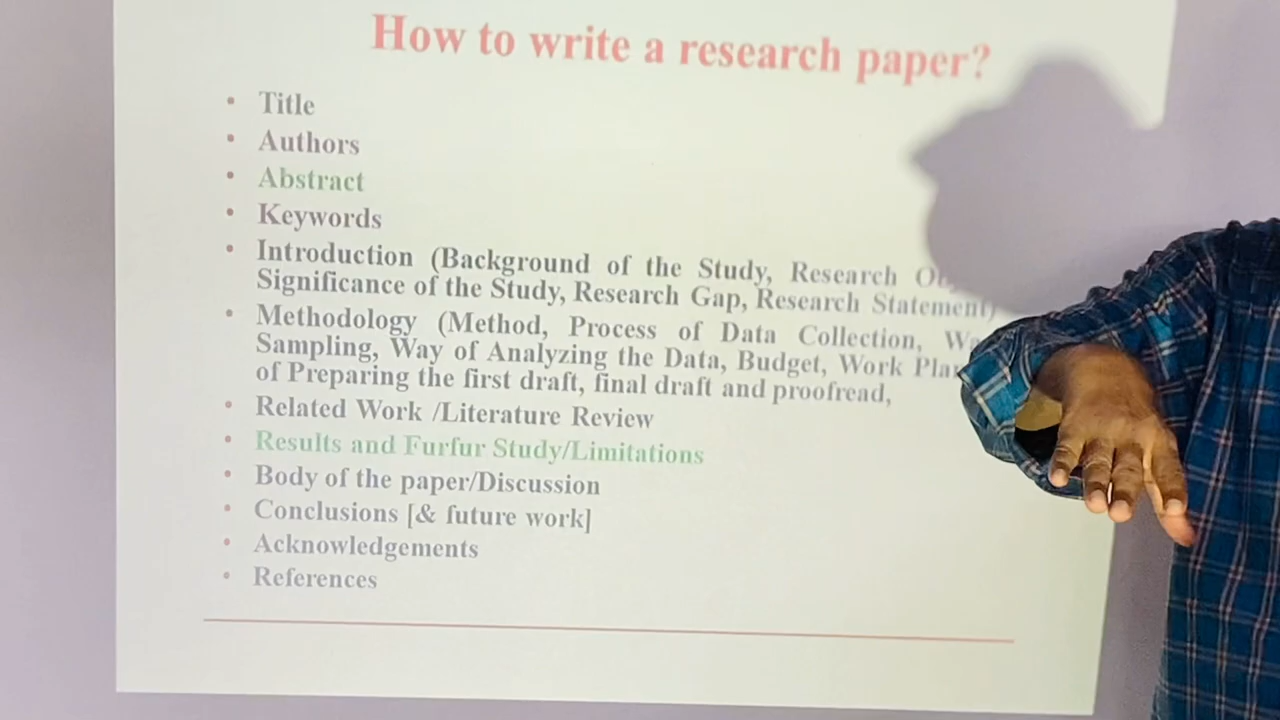 How to write a research paper?
• Title
• Authors
• Abstract
• Keywords
• Introduction (Background of the Study, Research
Significance of the Study, Research Gap, Research Statement)
• Methodology (Method, Process of Data Collection,
Sampling, Way of Analyzing the Data, Budget, Work
of Preparing the first draft, final draft and proofread,
• Related Work /Literature Review
• Results and Furfur Study/Limitations
• Body of the paper/Discussion
• Conclusions [& future work]
• Acknowledgements
• References